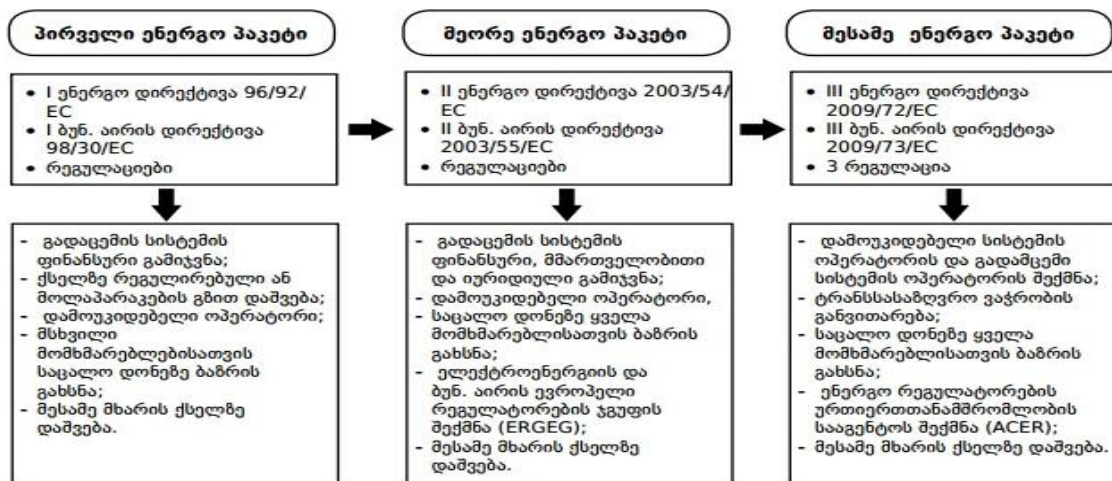 პირველი ენერგო პაკეტი
• I ენერგო დირექტივა 96/92/
EC
• I ბუნ. აირის დირექტივა
98/30/EC
• რეგულაციები
- გადაცემის სისტემის
ფინანსური გამიჯვნა;
- ქსელზე რეგულირებული ან
მოლაპარაკების გზით დაშვება;
- დამოუკიდებელი ოპერატორი;
- მსხვილი
მომხმარებლებისათვის
საცალო დონეზე ბაზრის
გახსნა;
- მესამე მხარის ქსელზე
დაშვება.
მეორე ენერგო პაკეტი
• II ენერგო დირექტივა 2003/54/
EC
• II ბუნ. აირის დირექტივა
2003/55/EC
• რეგულაციები
- გადაცემის სისტემის
ფინანსური, მმართველობითი
და იურიდიული გამიჯვნა;
- დამოუკიდებელი ოპერატორი,
- საცალო დონეზე ყველა
მომხმარებლისათვის ბაზრის
გახსნა;
- ელექტროენერგიის და
ბუნ. აირის ევროპელი
რეგულატორების ჯგუფის
შექმნა (ERGEG);
- მესამე მხარის ქსელზე
დაშვება.
მესამე ენერგო პაკეტი
• III ენერგო დირექტივა
2009/72/EC
• III ბუნ. აირის დირექტივა
2009/73/EC
• 3 რეგულაცია
- დამოუკიდებელი სისტემის
ოპერატორის და გადამცემი
სისტემის ოპერატორის შექმნა;
- ტრანსსასაზღვრო ვაჭრობის
განვითარება;
- საცალო დონეზე ყველა
მომხმარებლისათვის ბაზრის
გახსნა;
- ენერგო რეგულატორების
ურთიერთთანამშრომლობის
სააგენტოს შექმნა (ACER);
- მესამე მხარის ქსელზე დაშვება.